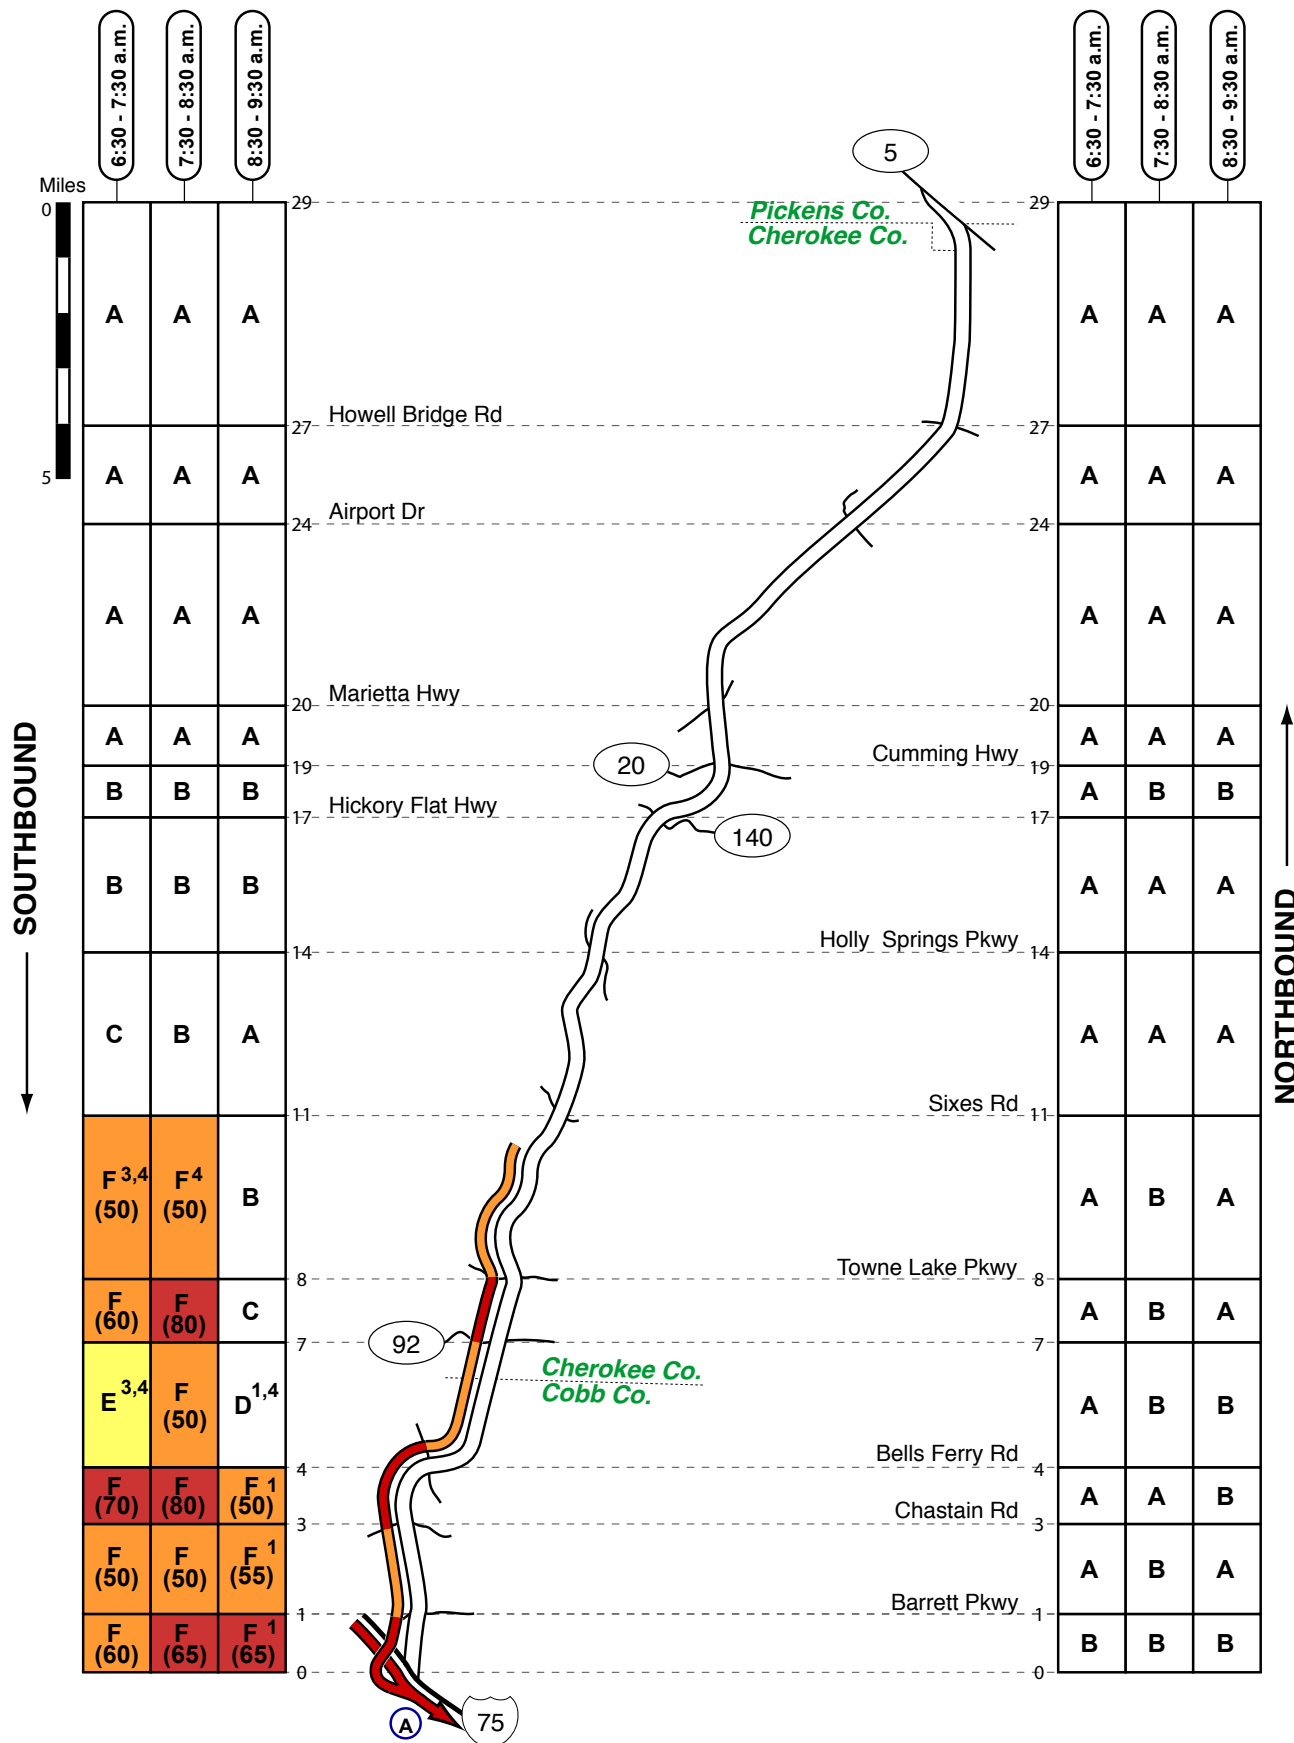 6:30 - 7:30 a.m.
7:30 - 8:30 a.m.
8:30 - 9:30 a.m.
6:30 - 7:30 a.m.
7:30 - 8:30 a.m.
8:30 - 9:30 a.m.
5
Miles
0
29
Pickens Co.
Cherokee Co.
29
A A A
A A A
5
Howell Bridge Rd
27
27
A A A
A A A
Airport Dr
24
24
A A A
A A A
Marietta Hwy
20
20
A A A
A A A
Cumming Hwy
19
20
19
B B B
A B B
Hickory Flat Hwy
17
140
17
SOUTHBOUND
NORTHBOUND
B B B
A A A
Holly Springs Pkwy
14
14
C B A
A A A
Sixes Rd
11
11
F 3,4 (50)
F 4 (50)
B
A B A
Towne Lake Pkwy
8
8
F (60)
F (80)
C
A B A
7
92
7
Cherokee Co.
Cobb Co.
E 3,4
F (50)
D 1,4
A B B
Bells Ferry Rd
4
4
F (70)
F (80)
F 1 (50)
A A B
Chastain Rd
3
3
F (50)
F (50)
F 1 (55)
A B A
Barrett Pkwy
1
1
F (60)
F (65)
F 1 (65)
B B B
0
0
A
75